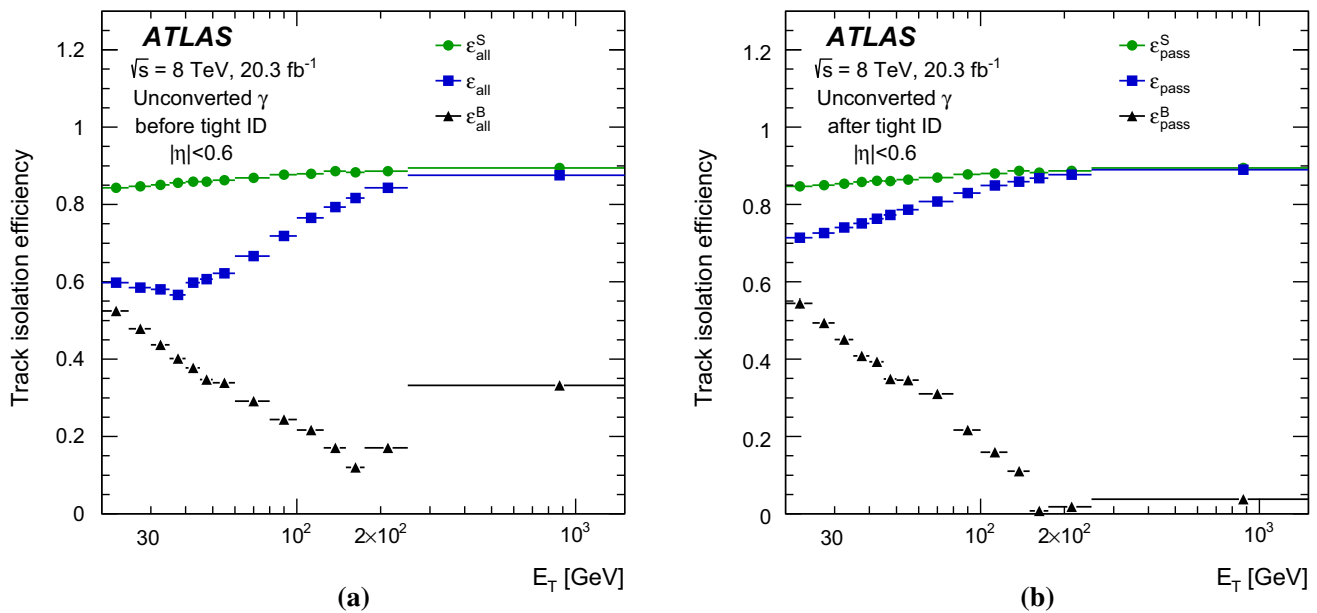 Track isolation efficiency
1.2
1
0.8
0.6
0.4
0.2
0
ATLAS
√s = 8 TeV, 20.3 fb⁻¹
Unconverted γ
before tight ID
|η|<0.6
ε^S_all
ε_all
ε^B_all
30 10² 2×10² 10³
E_T [GeV]
(a)
Track isolation efficiency
1.2
1
0.8
0.6
0.4
0.2
0
ATLAS
√s = 8 TeV, 20.3 fb⁻¹
Unconverted γ
after tight ID
|η|<0.6
ε^S_pass
ε_pass
ε^B_pass
30 10² 2×10² 10³
E_T [GeV]
(b)